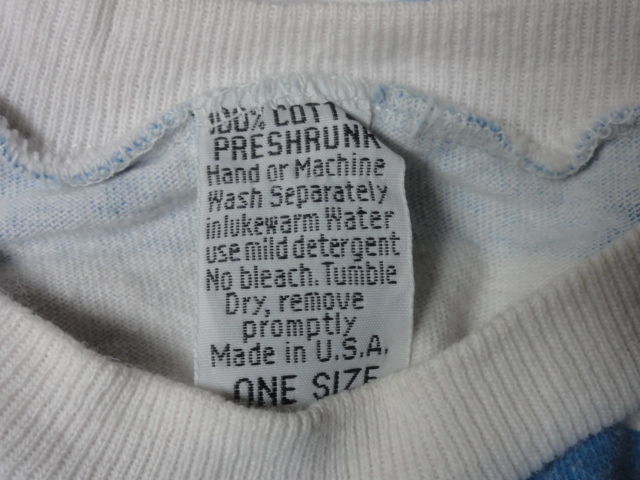 100% COTT
PRESHRUNK
Hand or Machine
Wash Separately
in lukewarm Water
use mild detergent
No bleach. Tumble
Dry, remove
promptly
Made in U.S.A.
ONE SIZE